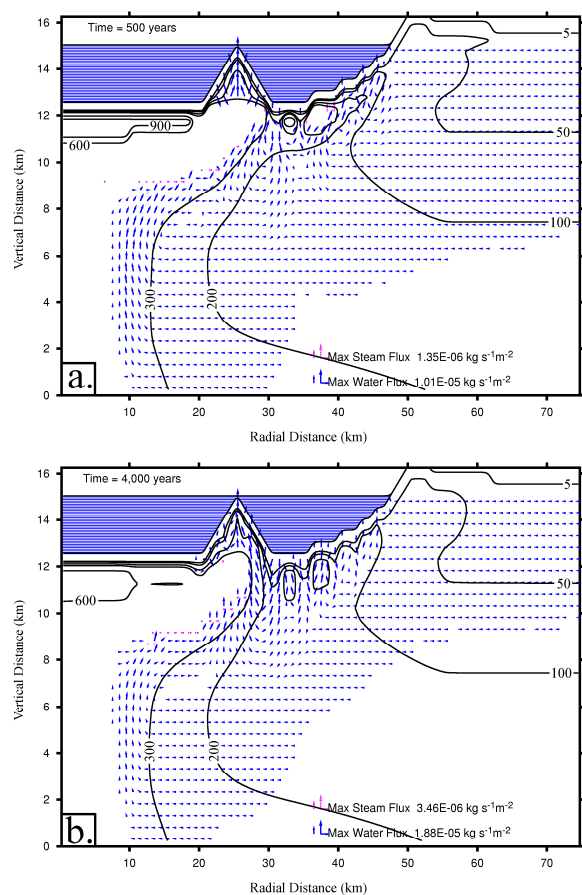 Time = 500 years
16
14
12
10
8
6
4
2
0
Vertical Distance (km)
5
900
600
50
100
300
200
Max Steam Flux 1.35E-06 kg s-1m-2
Max Water Flux 1.01E-05 kg s-1m-2
a.
10 20 30 40 50 60 70
Radial Distance (km)
Time = 4,000 years
16
14
12
10
8
6
4
2
0
Vertical Distance (km)
5
600
50
100
300
200
Max Steam Flux 3.46E-06 kg s-1m-2
Max Water Flux 1.88E-05 kg s-1m-2
b.
10 20 30 40 50 60 70
Radial Distance (km)